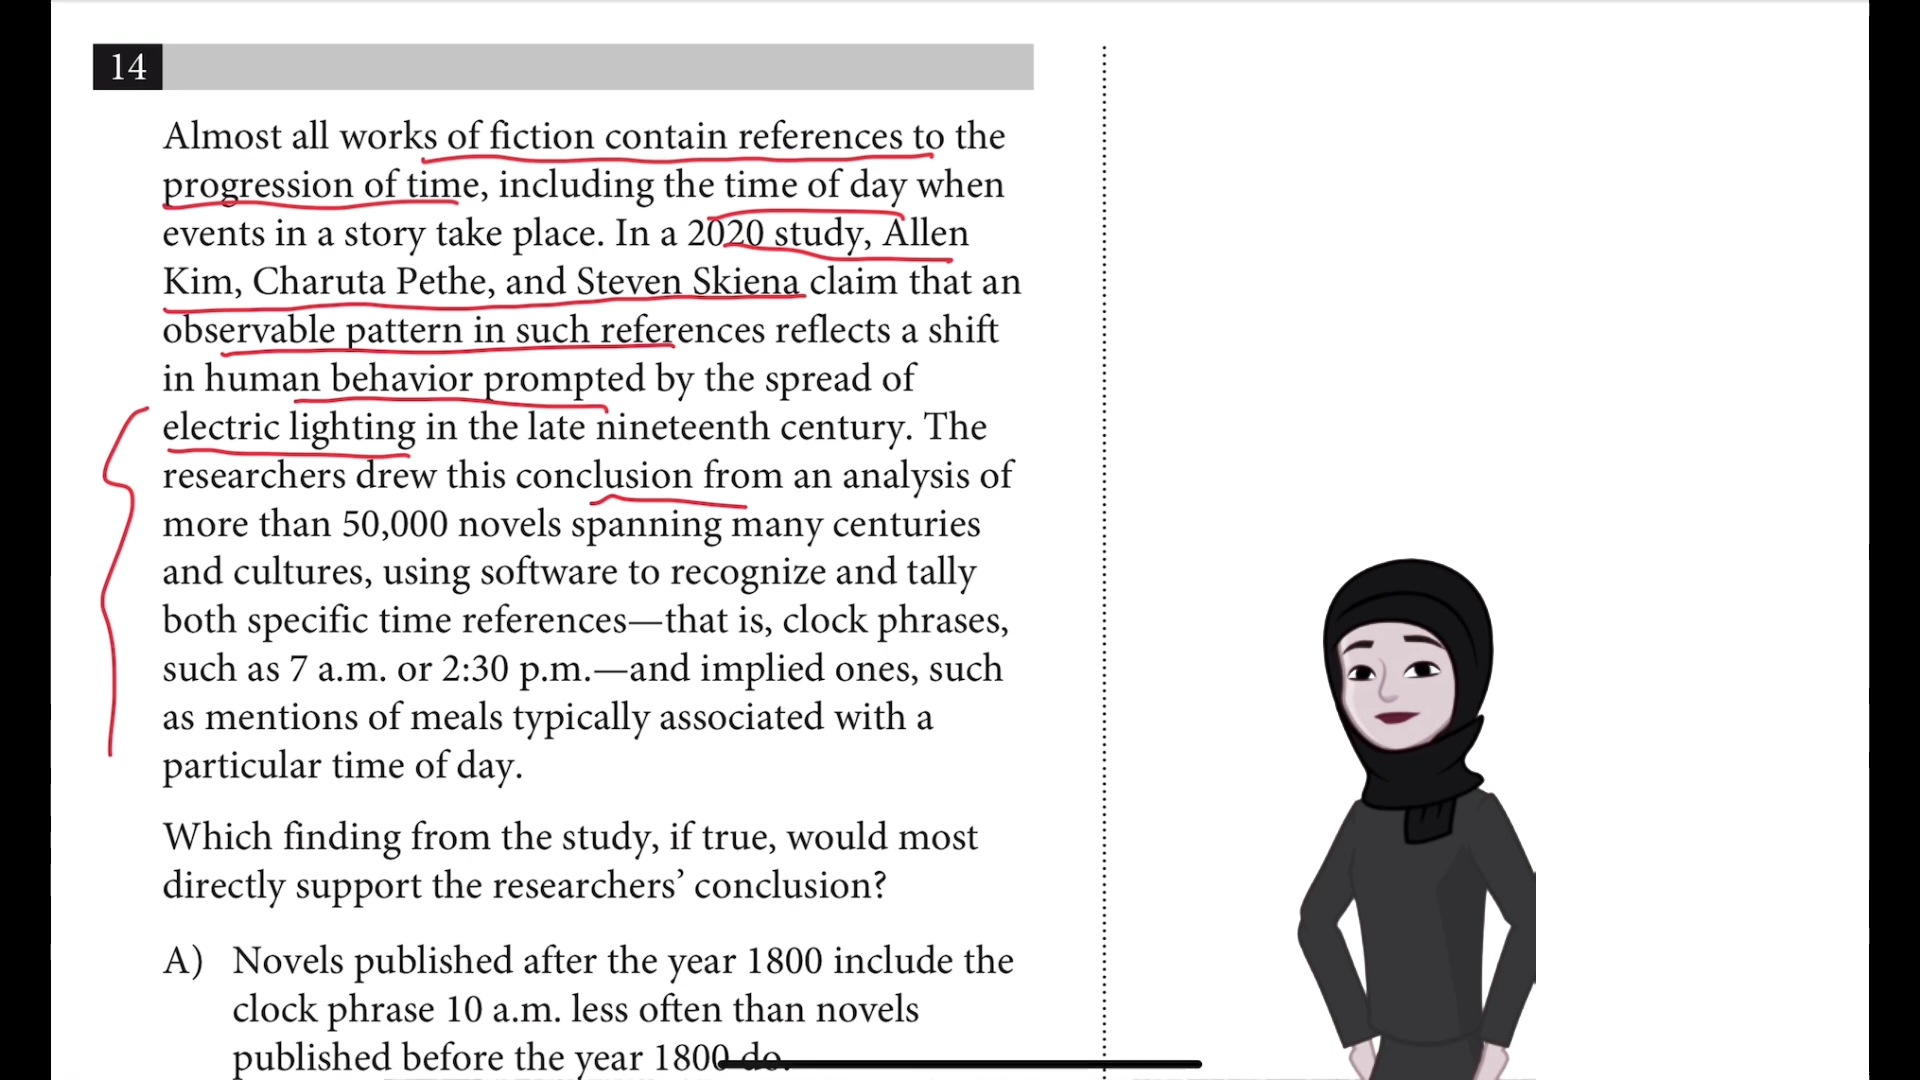 14
Almost all works of fiction contain references to the
progression of time, including the time of day when
events in a story take place. In a 2020 study, Allen
Kim, Charuta Pethe, and Steven Skiena claim that an
observable pattern in such references reflects a shift
in human behavior prompted by the spread of
electric lighting in the late nineteenth century. The
researchers drew this conclusion from an analysis of
more than 50,000 novels spanning many centuries
and cultures, using software to recognize and tally
both specific time references—that is, clock phrases,
such as 7 a.m. or 2:30 p.m.—and implied ones, such
as mentions of meals typically associated with a
particular time of day.
Which finding from the study, if true, would most
directly support the researchers’ conclusion?
A) Novels published after the year 1800 include the
clock phrase 10 a.m. less often than novels
published before the year 1800 do.